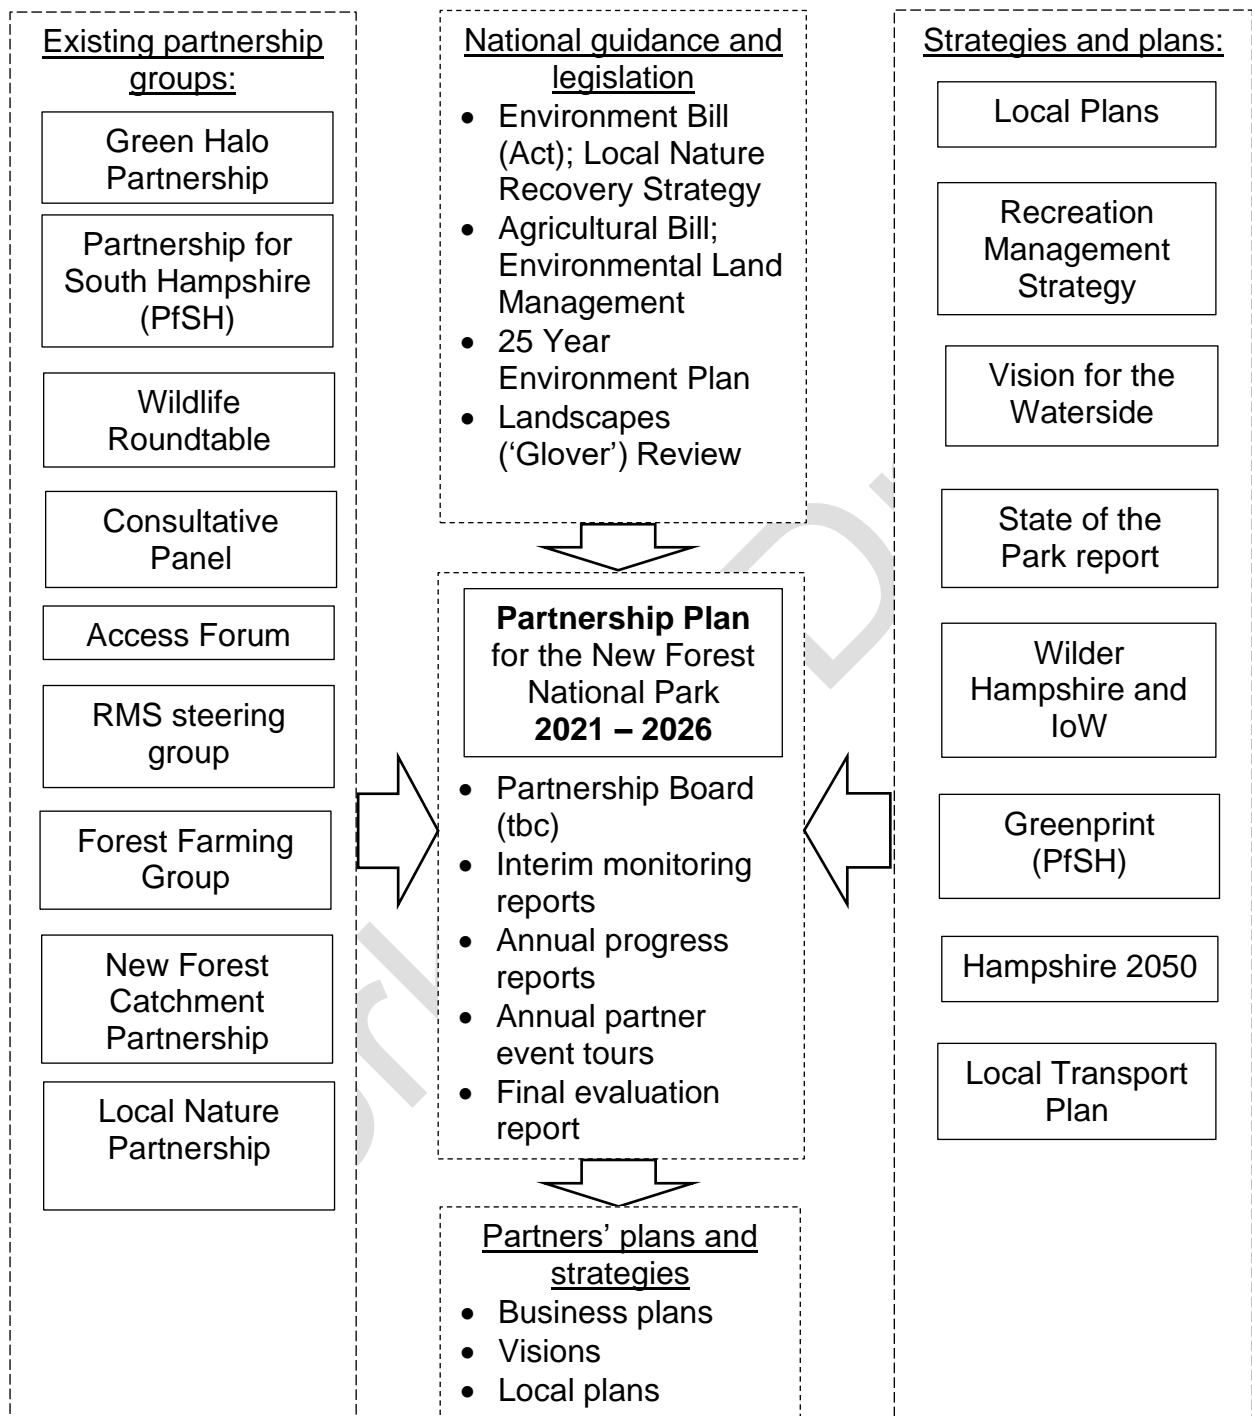 Existing partnership
groups:
Green Halo
Partnership
Partnership for
South Hampshire
(PfSH)
Wildlife
Roundtable
Consultative
Panel
Access Forum
RMS steering
group
Forest Farming
Group
New Forest
Catchment
Partnership
Local Nature
Partnership
National guidance and
legislation
• Environment Bill
(Act); Local Nature
Recovery Strategy
• Agricultural Bill;
Environmental Land
Management
• 25 Year
Environment Plan
• Landscapes
(‘Glover’) Review
Partnership Plan
for the New Forest
National Park
2021 – 2026
• Partnership Board
(tbc)
• Interim monitoring
reports
• Annual progress
reports
• Annual partner
event tours
• Final evaluation
report
Partners’ plans and
strategies
• Business plans
• Visions
• Local plans
Strategies and plans:
Local Plans
Recreation
Management
Strategy
Vision for the
Waterside
State of the
Park report
Wilder
Hampshire and
IoW
Greenprint
(PfSH)
Hampshire 2050
Local Transport
Plan